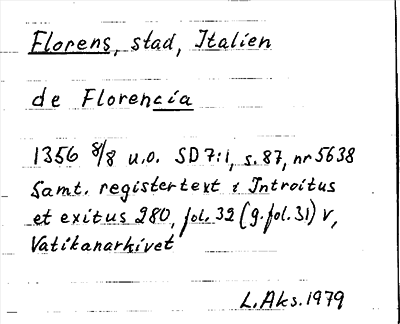 Florens, stad, Italien
de Florencia
1356 8/8 u.o. SD 7:1, s. 87, nr 5638
Samt. registertext i Introitus
et exitus 280, fol. 32 (g. fol. 31) v,
Vatikanarkivet
L. Aks. 1979